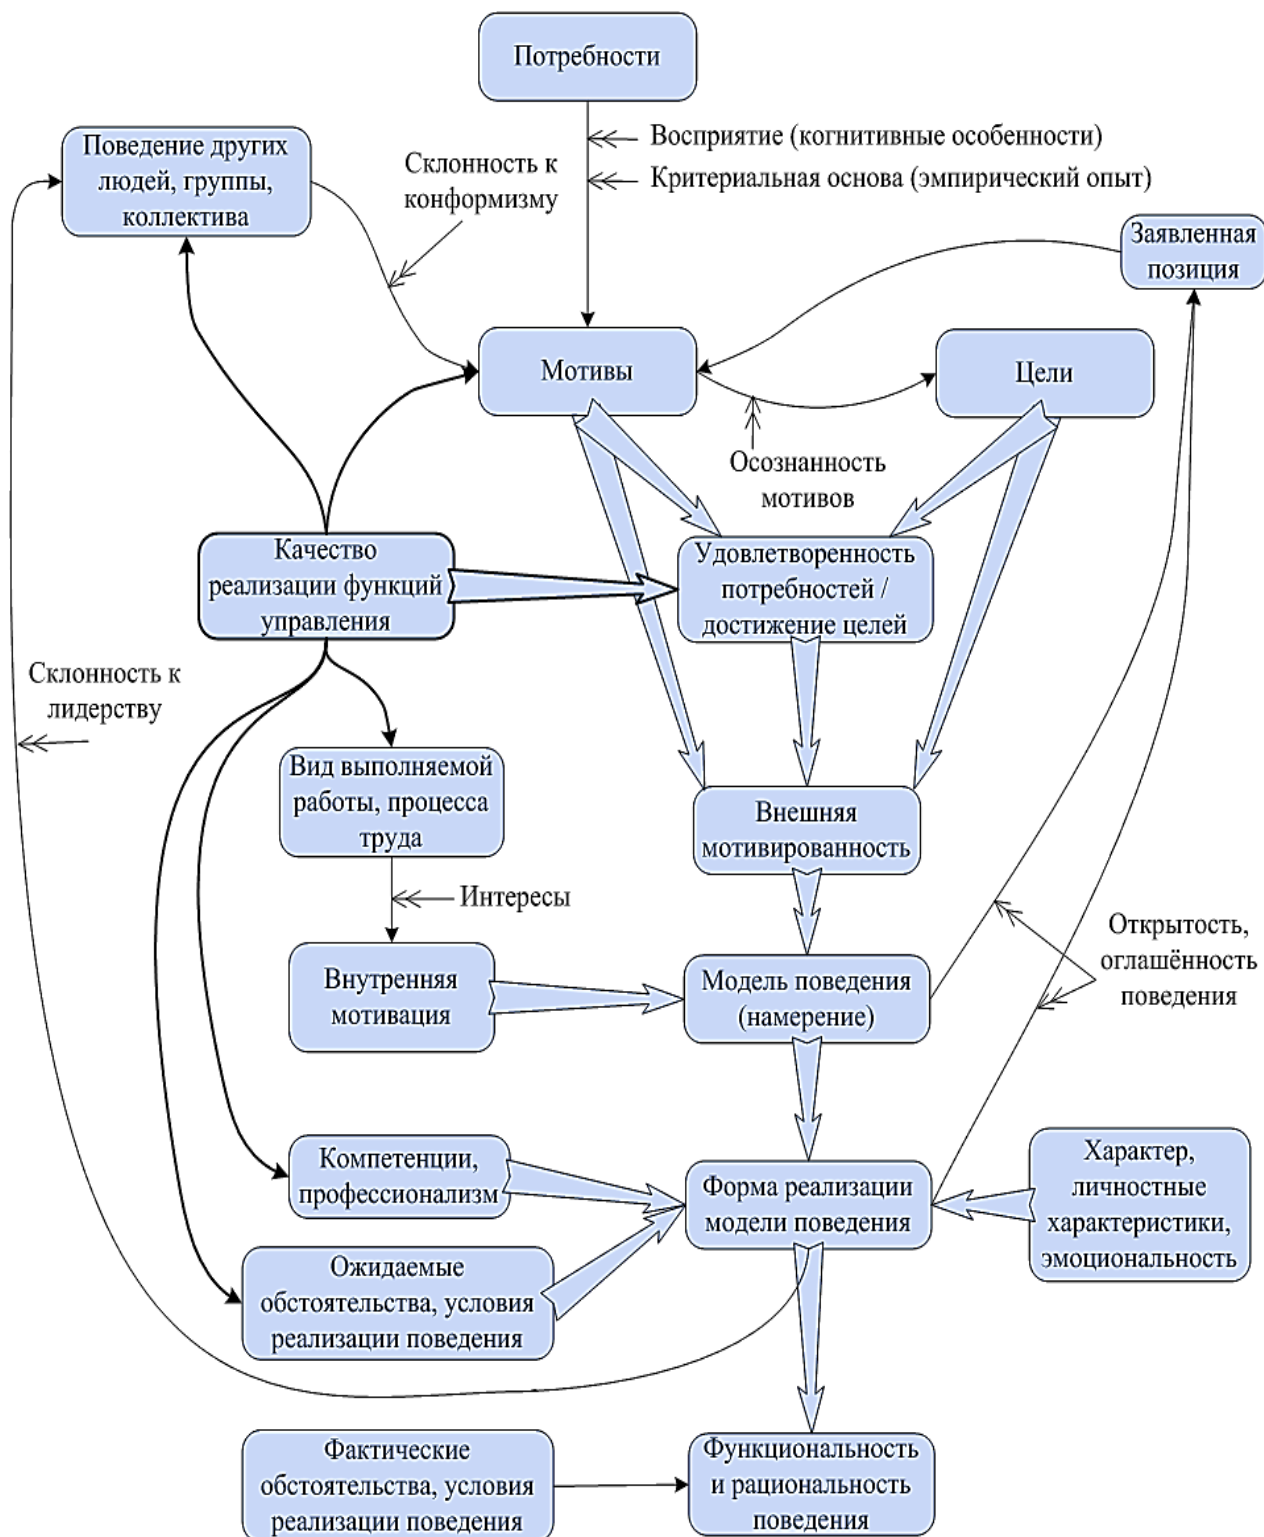 Потребности
Восприятие (когнитивные особенности)
Критериальная основа (эмпирический опыт)
Поведение других
людей, группы,
коллектива
Склонность к
конформизму
Заявленная
позиция
Мотивы
Цели
Осознанность
мотивов
Качество
реализации функций
управления
Удовлетворенность
потребностей /
достижение целей
Склонность к
лидерству
Вид выполняемой
работы, процесса
труда
Внешняя
мотивированность
Интересы
Внутренняя
мотивация
Модель поведения
(намерение)
Открытость,
оглашённость
поведения
Компетенции,
профессионализм
Форма реализации
модели поведения
Характер,
личностные
характеристики,
эмоциональность
Ожидаемые
обстоятельства, условия
реализации поведения
Фактические
обстоятельства, условия
реализации поведения
Функциональность
и рациональность
поведения